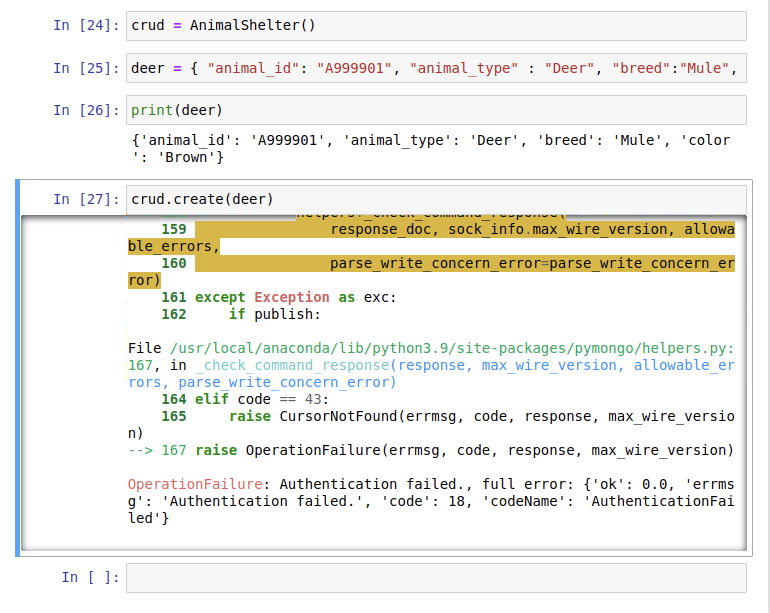 In [24]: crud = AnimalShelter()
In [25]: deer = { "animal_id": "A999901", "animal_type" : "Deer", "breed":"Mule",
In [26]: print(deer)
{'animal_id': 'A999901', 'animal_type': 'Deer', 'breed': 'Mule', 'color
': 'Brown'}
In [27]: crud.create(deer)
helpers._check_command_response(
159 response_doc, sock_info.max_wire_version, allowa
ble_errors,
160 parse_write_concern_error=parse_write_concern_er
ror)
161 except Exception as exc:
162 if publish:
File /usr/local/anaconda/lib/python3.9/site-packages/pymongo/helpers.py:
167, in _check_command_response(response, max_wire_version, allowable_er
rors, parse_write_concern_error)
164 elif code == 43:
165 raise CursorNotFound(errmsg, code, response, max_wire_versio
n)
--> 167 raise OperationFailure(errmsg, code, response, max_wire_version)
OperationFailure: Authentication failed., full error: {'ok': 0.0, 'errms
g': 'Authentication failed.', 'code': 18, 'codeName': 'AuthenticationFai
led'}
In [ ]: